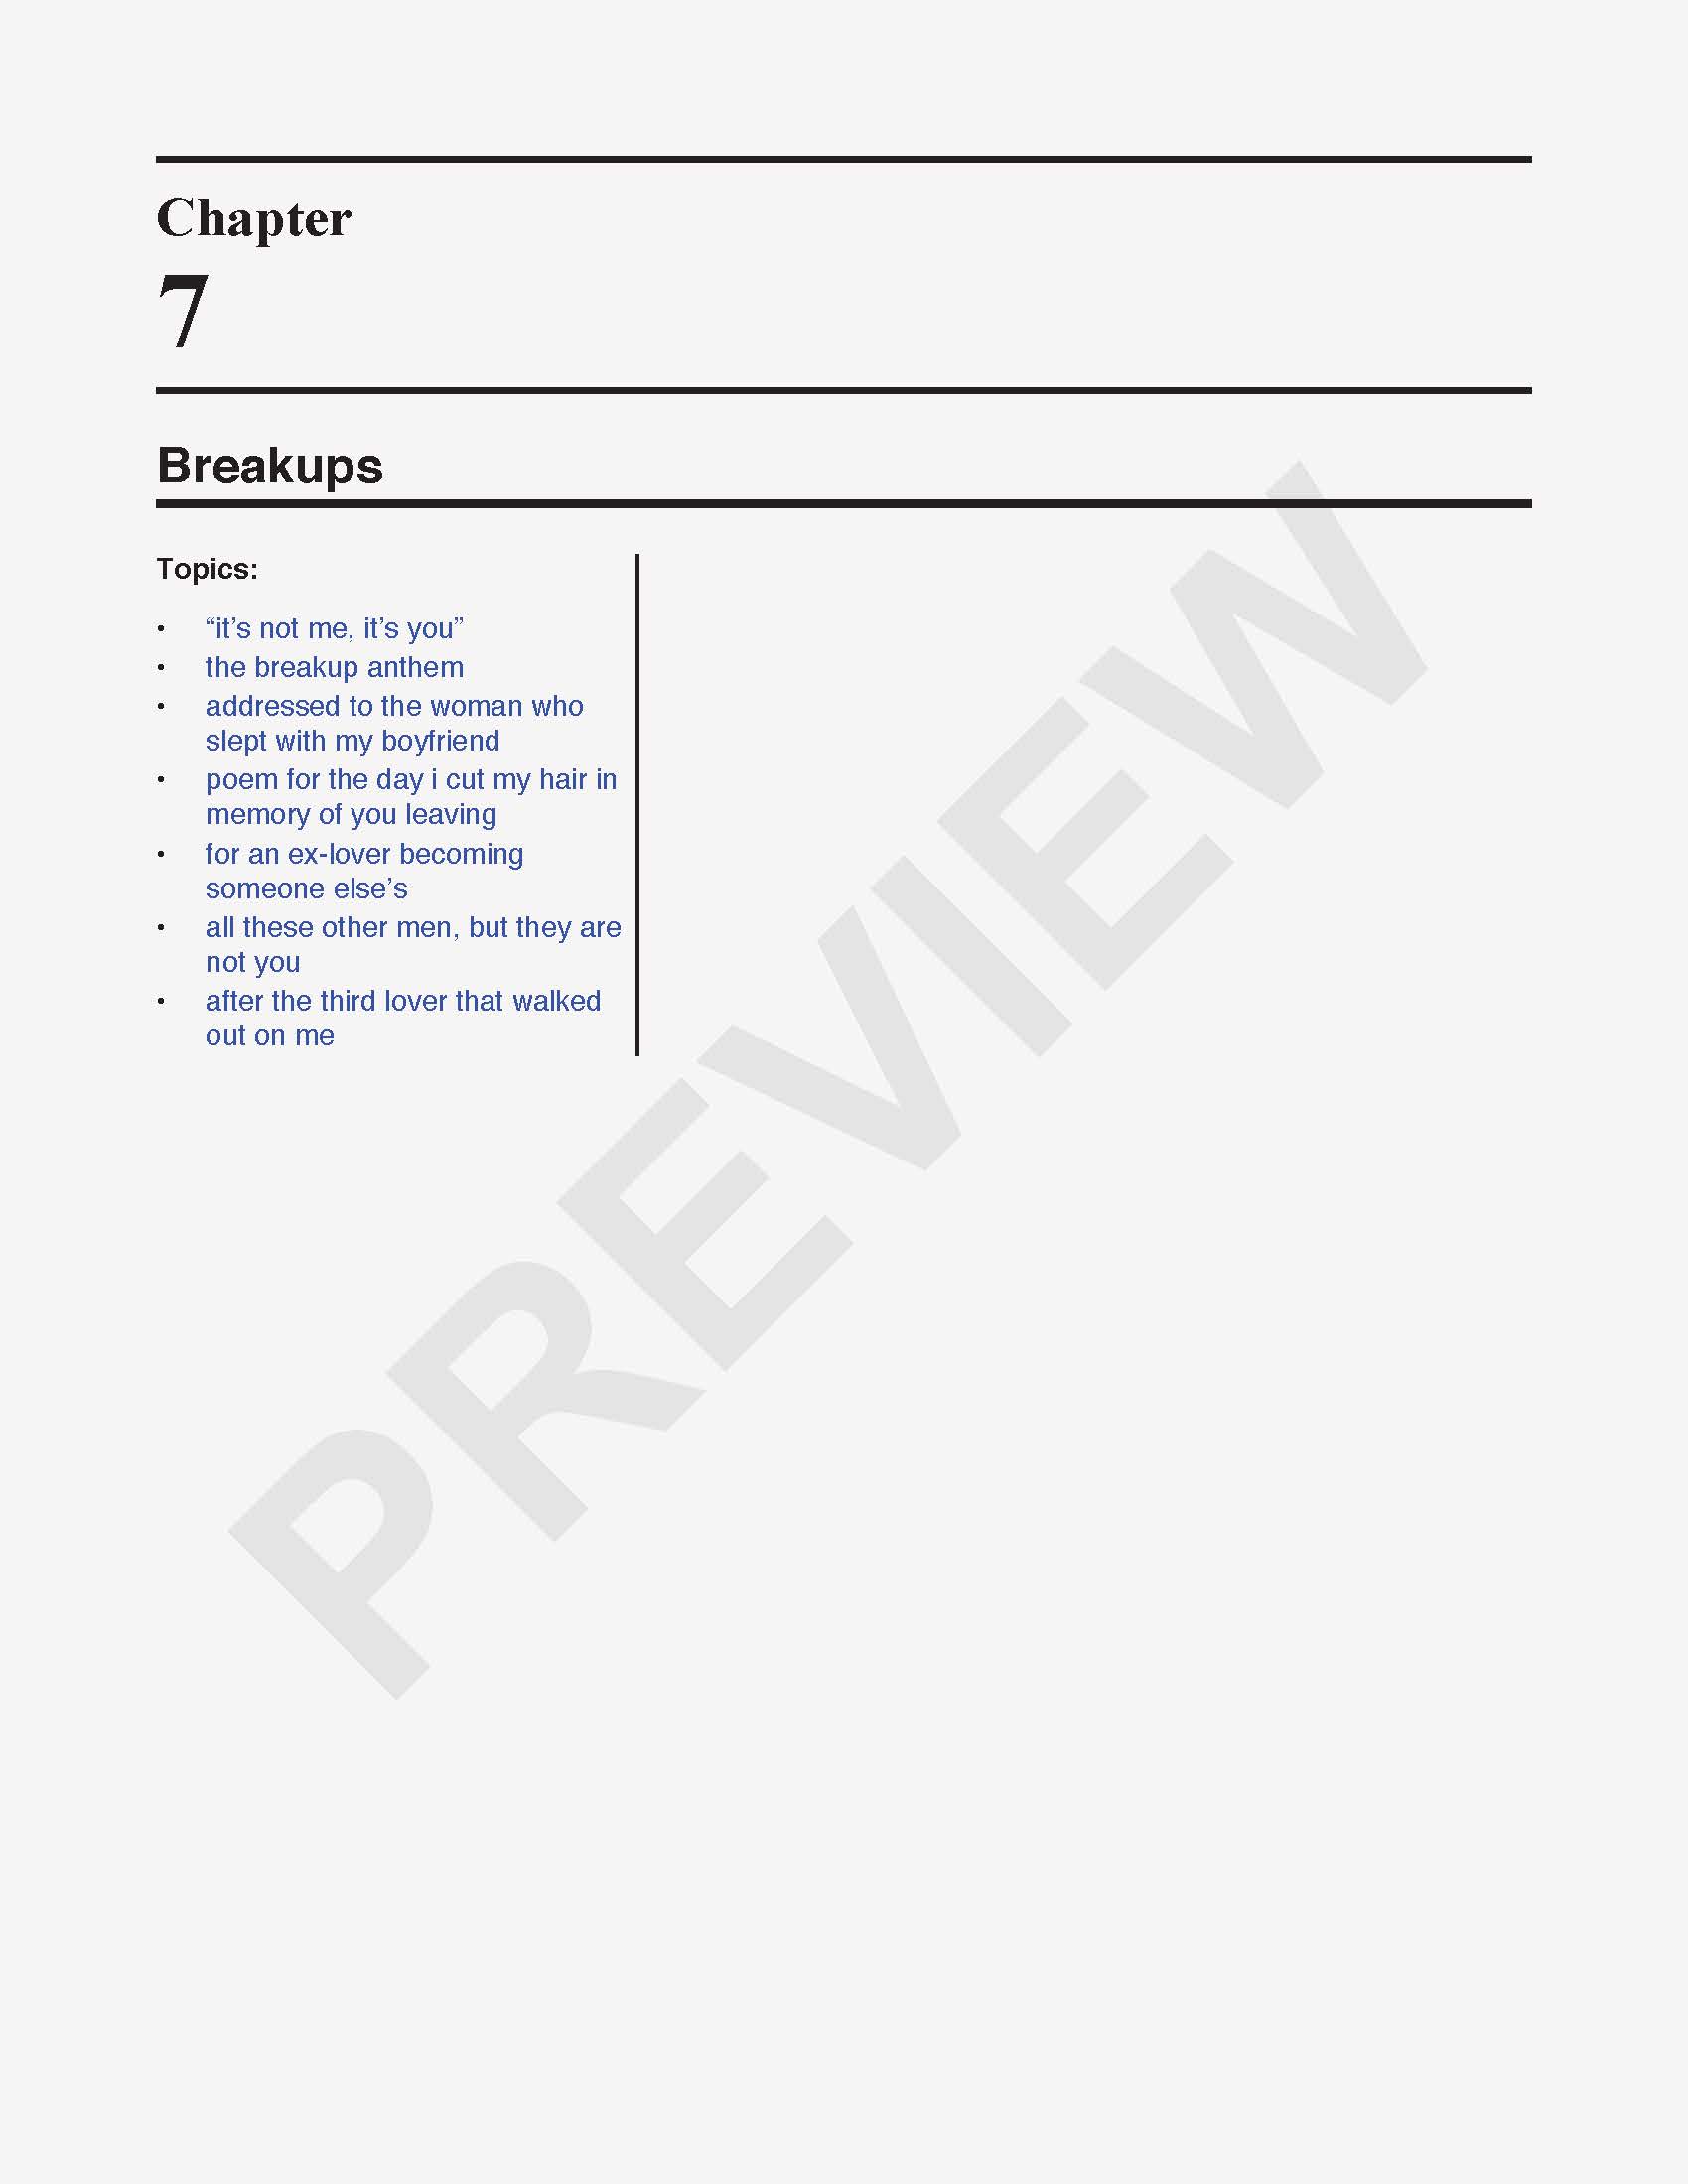 Chapter
7
Breakups
Topics:
• “it’s not me, it’s you”
• the breakup anthem
• addressed to the woman who
slept with my boyfriend
• poem for the day i cut my hair in
memory of you leaving
• for an ex-lover becoming
someone else’s
• all these other men, but they are
not you
• after the third lover that walked
out on me
PREVIEW